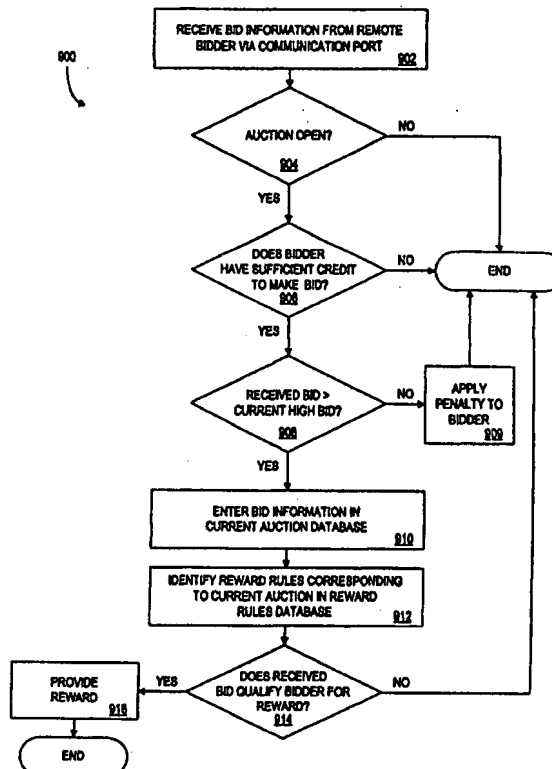 900
RECEIVE BID INFORMATION FROM REMOTE
BIDDER VIA COMMUNICATION PORT
902
AUCTION OPEN?
904
NO
YES
DOES BIDDER
HAVE SUFFICIENT CREDIT
TO MAKE BID?
906
NO
END
YES
RECEIVED BID >
CURRENT HIGH BID?
908
NO
APPLY
PENALTY TO
BIDDER
909
YES
ENTER BID INFORMATION IN
CURRENT AUCTION DATABASE
910
IDENTIFY REWARD RULES CORRESPONDING
TO CURRENT AUCTION IN REWARD
RULES DATABASE
912
DOES RECEIVED
BID QUALIFY BIDDER FOR
REWARD?
914
YES
NO
PROVIDE
REWARD
916
END